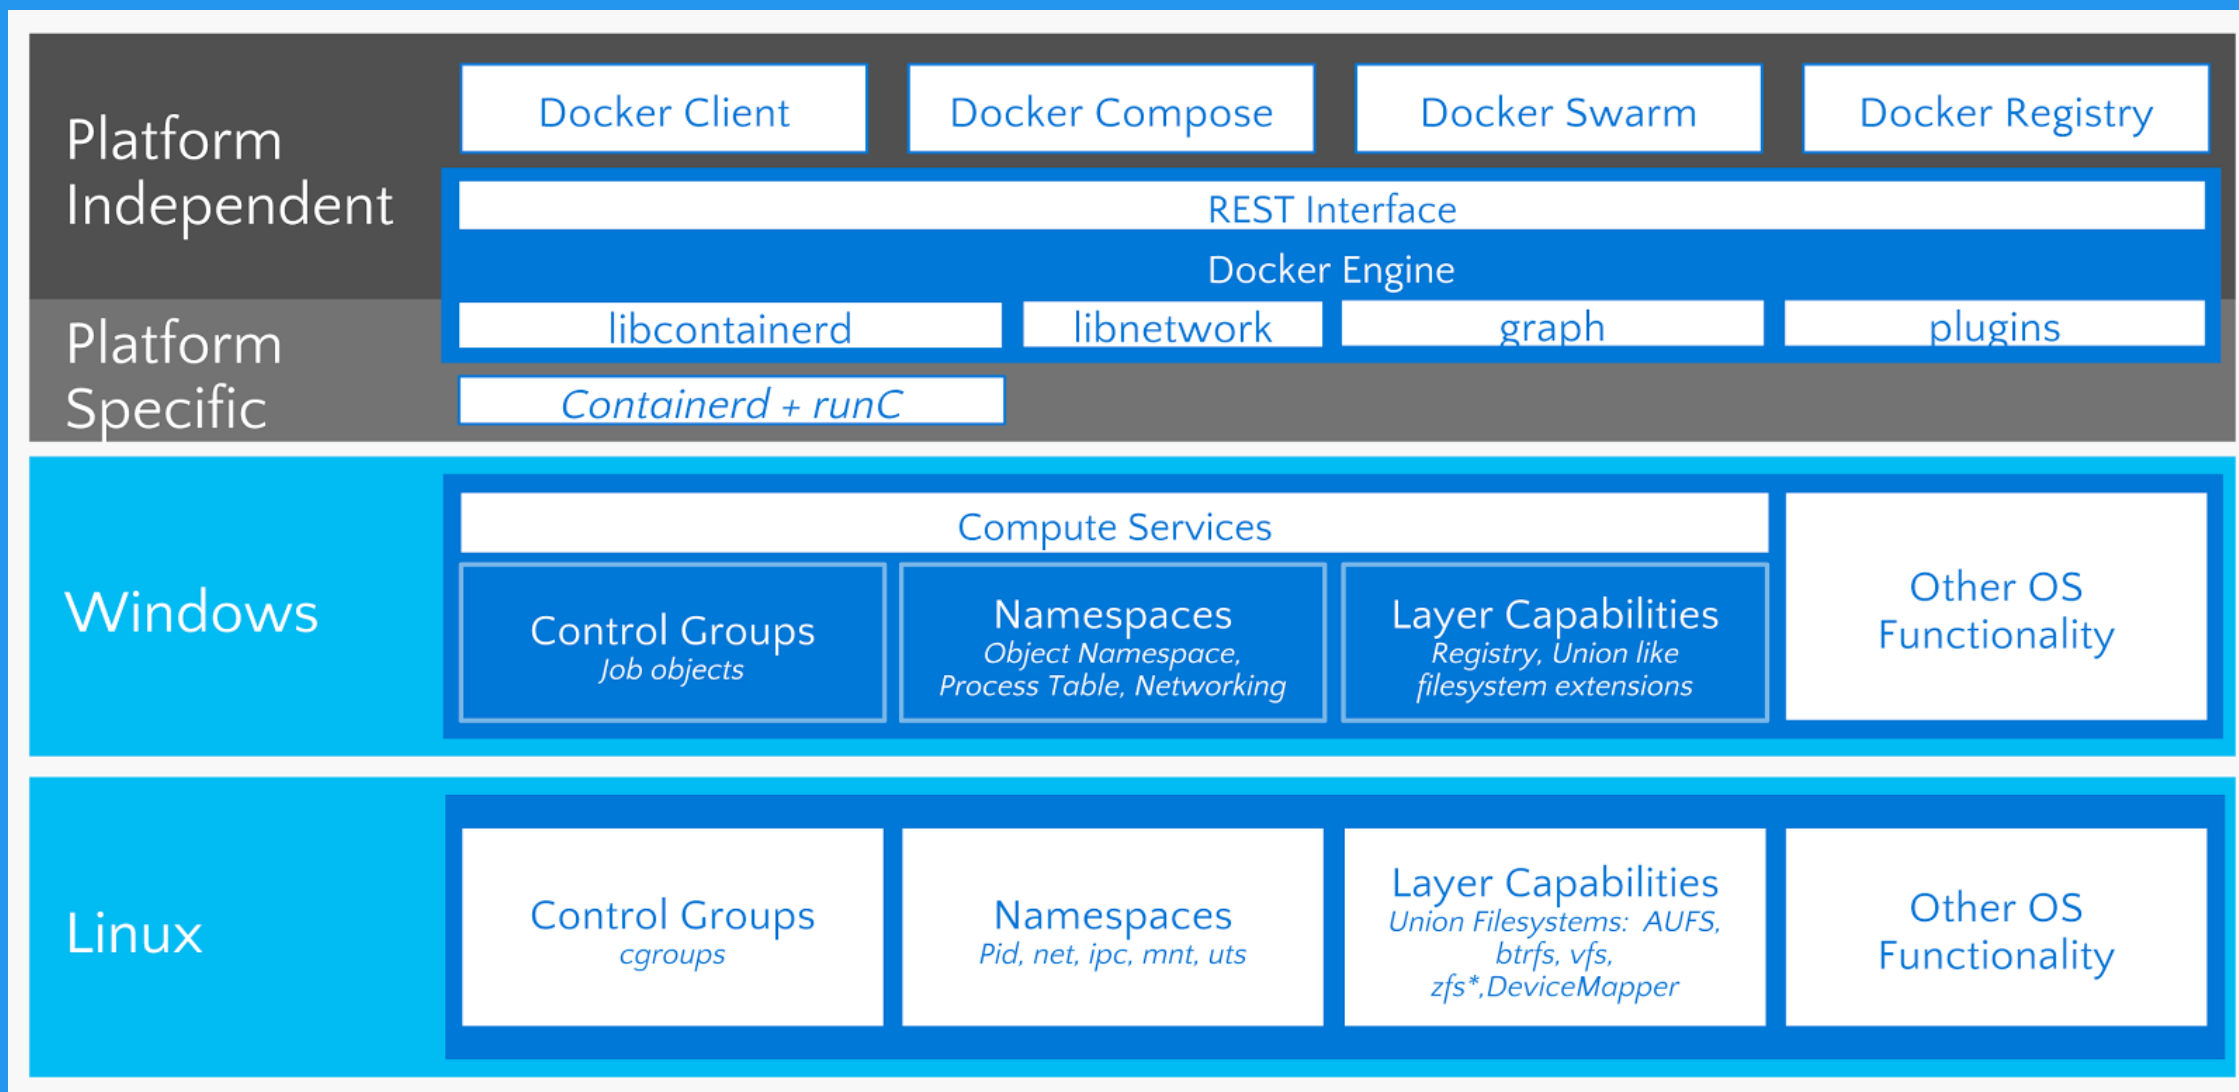 Platform
Independent
Docker Client
Docker Compose
Docker Swarm
Docker Registry
REST Interface
Docker Engine
Platform
Specific
libcontainerd
libnetwork
graph
plugins
Containerd + runC
Windows
Compute Services
Control Groups
Job objects
Namespaces
Object Namespace,
Process Table, Networking
Layer Capabilities
Registry, Union like
filesystem extensions
Other OS
Functionality
Linux
Control Groups
cgroups
Namespaces
Pid, net, ipc, mnt, uts
Layer Capabilities
Union Filesystems:  AUFS,
btrfs, vfs,
zfs*,DeviceMapper
Other OS
Functionality